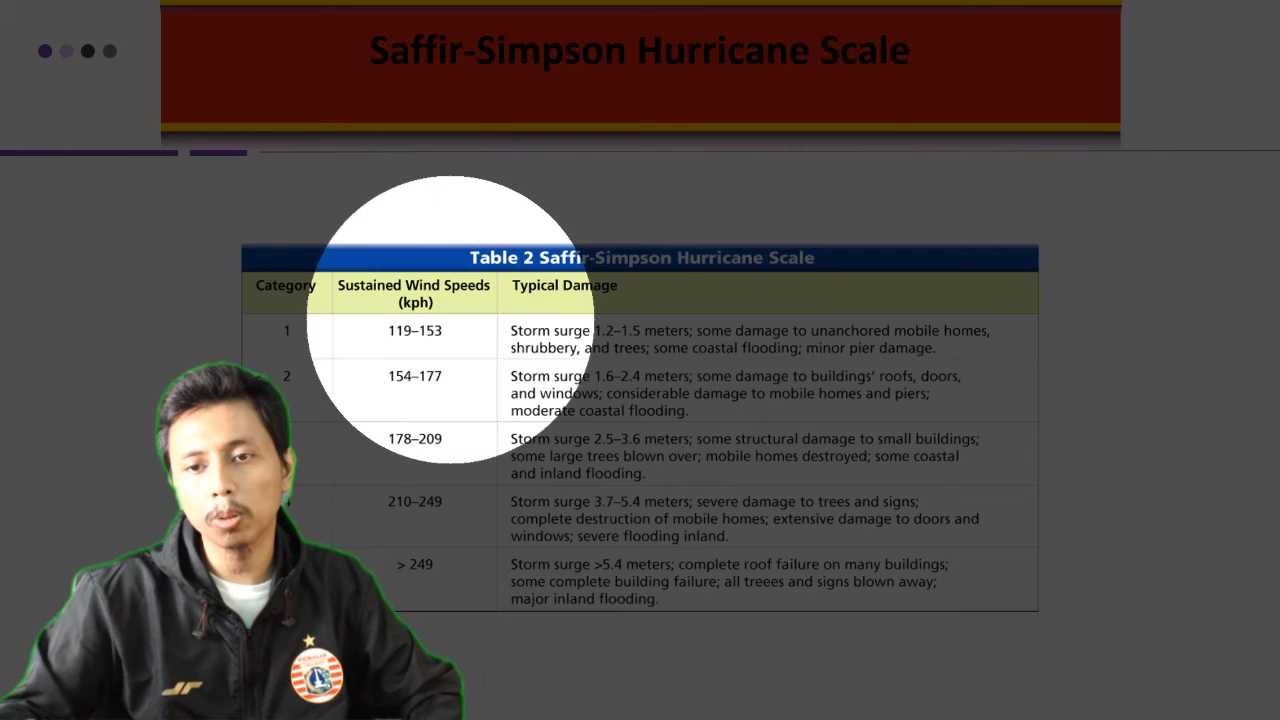 Saffir-Simpson Hurricane Scale
Table 2 Saffir-Simpson Hurricane Scale
Category Sustained Wind Speeds (kph) Typical Damage
1 119–153 Storm surge 1.2–1.5 meters; some damage to unanchored mobile homes,
shrubbery, and trees; some coastal flooding; minor pier damage.
2 154–177 Storm surge 1.6–2.4 meters; some damage to buildings’ roofs, doors,
and windows; considerable damage to mobile homes and piers;
moderate coastal flooding.
178–209 Storm surge 2.5–3.6 meters; some structural damage to small buildings;
some large trees blown over; mobile homes destroyed; some coastal
and inland flooding.
210–249 Storm surge 3.7–5.4 meters; severe damage to trees and signs;
complete destruction of mobile homes; extensive damage to doors and
windows; severe flooding inland.
> 249 Storm surge >5.4 meters; complete roof failure on many buildings;
some complete building failure; all treees and signs blown away;
major inland flooding.
PERSIJA